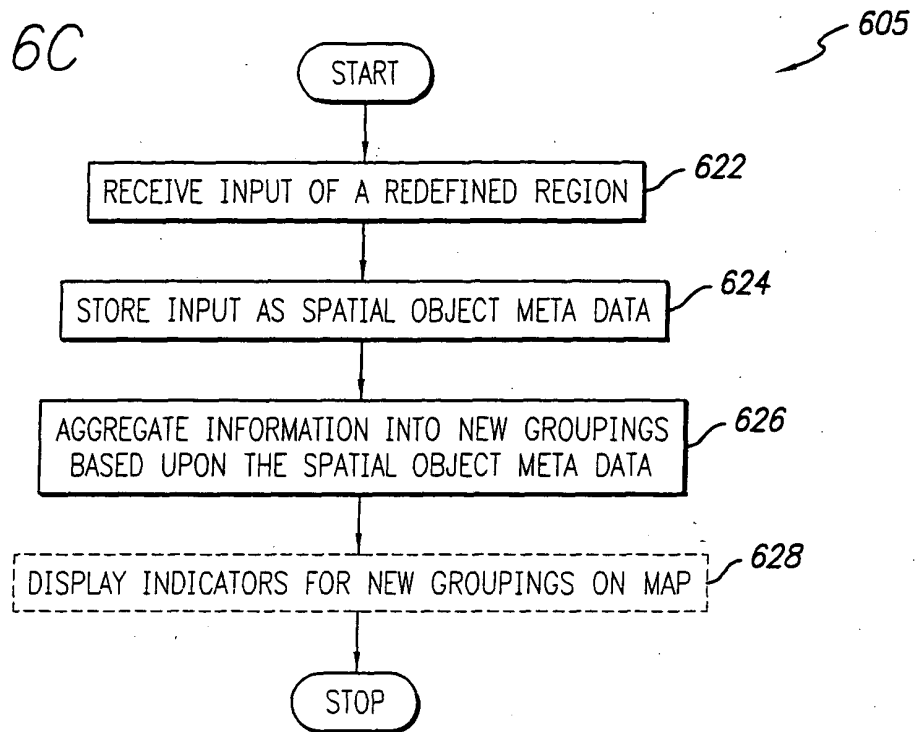 6C
605
START
RECEIVE INPUT OF A REDEFINED REGION
622
STORE INPUT AS SPATIAL OBJECT META DATA
624
AGGREGATE INFORMATION INTO NEW GROUPINGS
BASED UPON THE SPATIAL OBJECT META DATA
626
DISPLAY INDICATORS FOR NEW GROUPINGS ON MAP
628
STOP